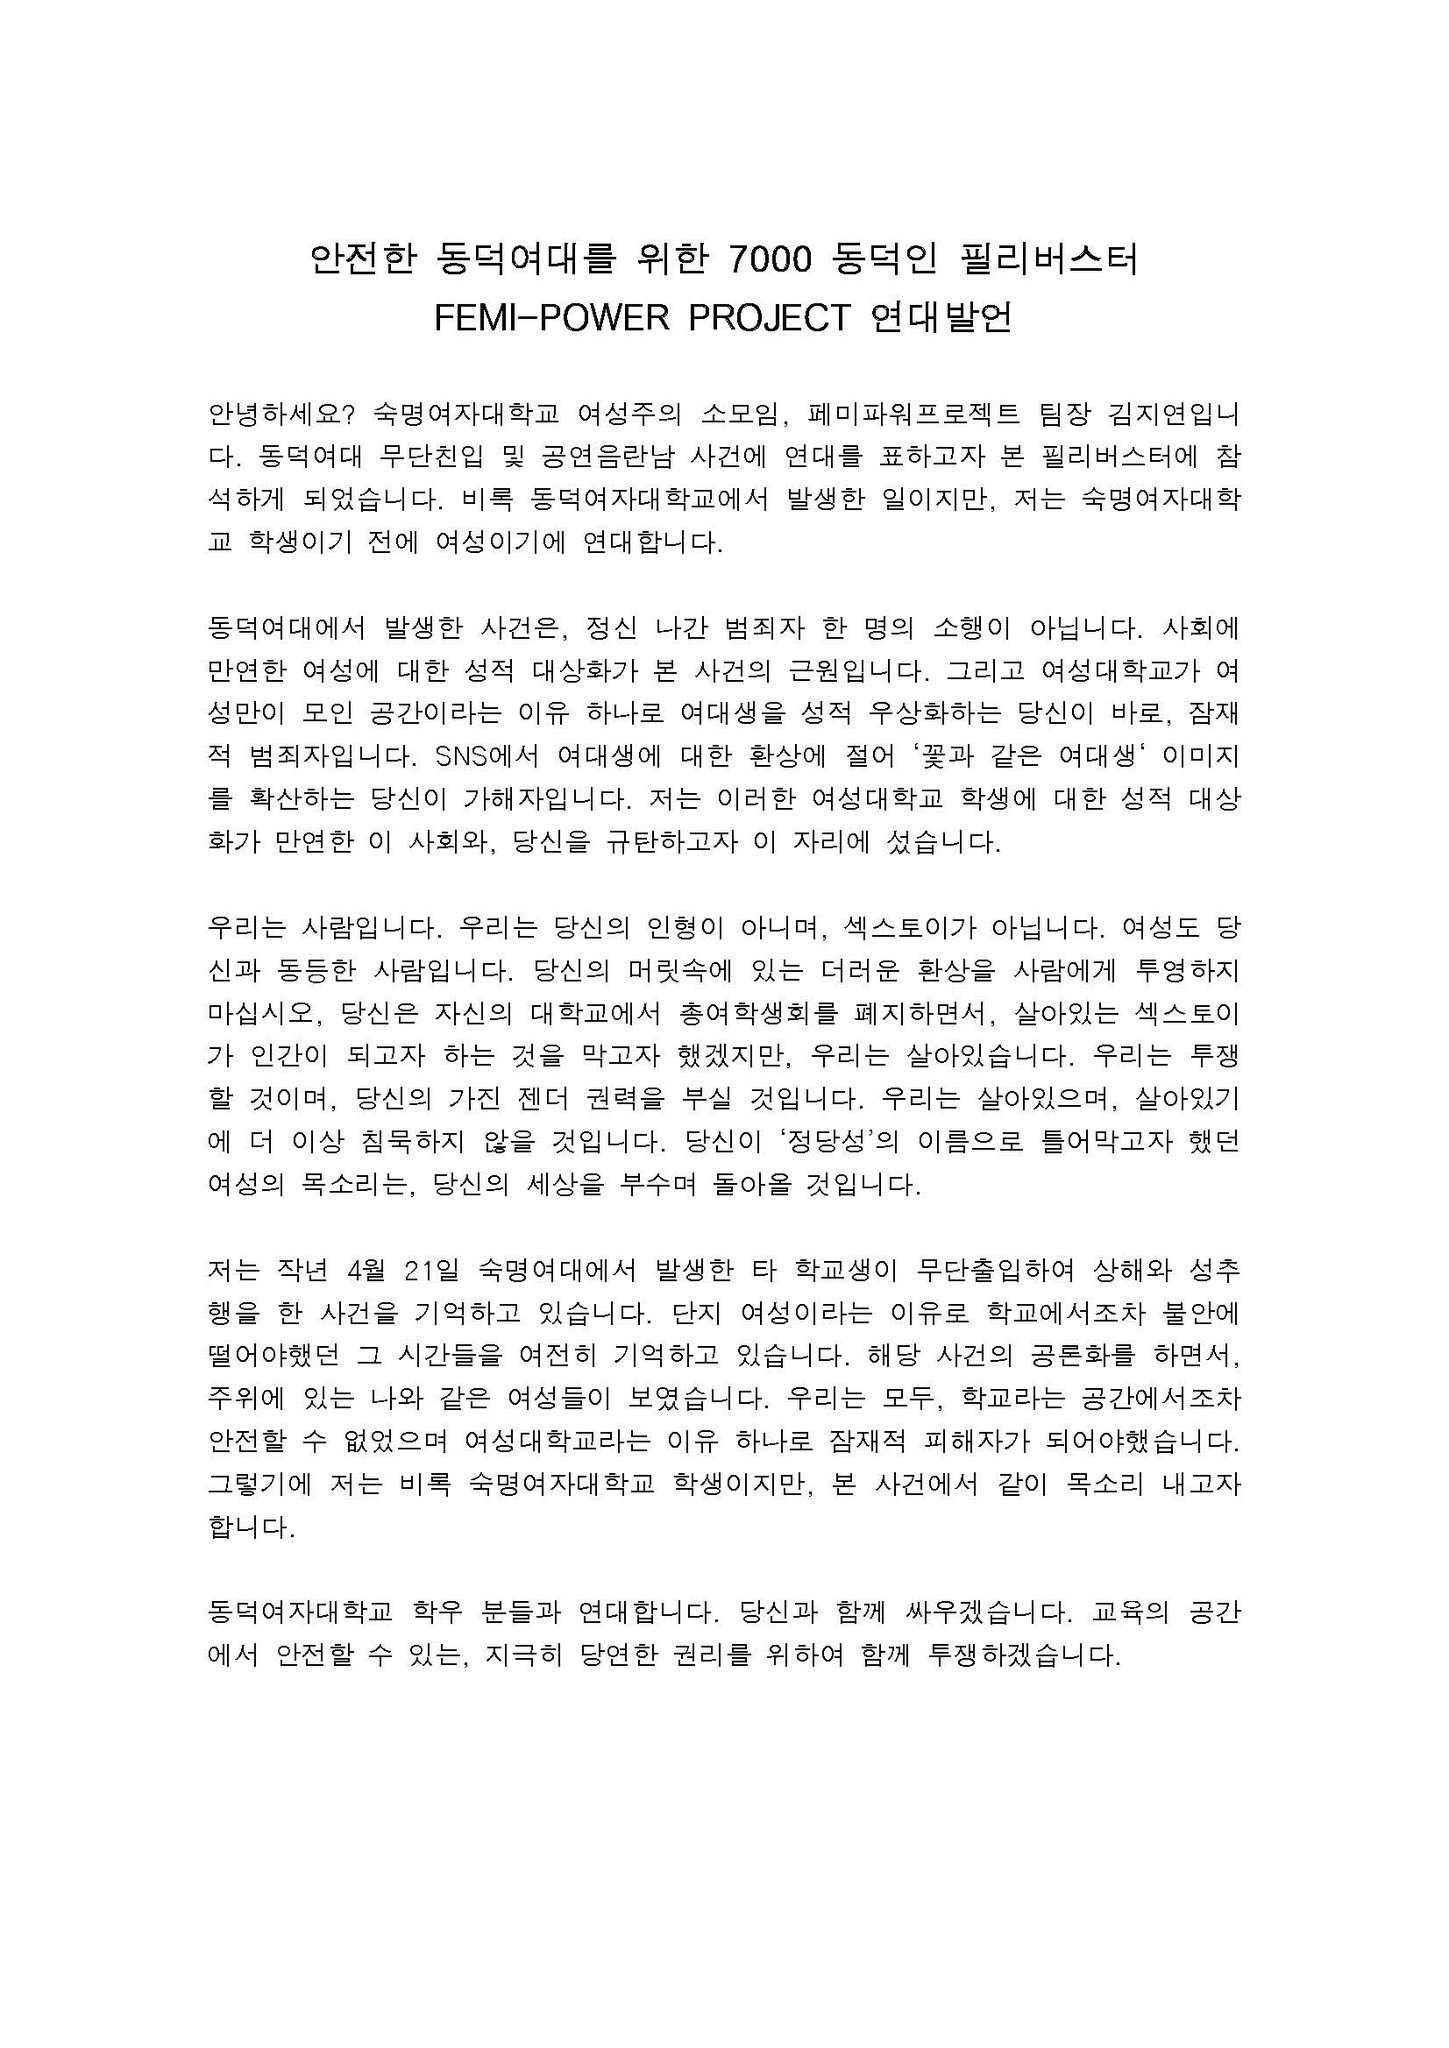 안전한 동덕여대를 위한 7000 동덕인 필리버스터
FEMI-POWER PROJECT 연대발언
안녕하세요? 숙명여자대학교 여성주의 소모임, 페미파워프로젝트 팀장 김지연입니
다. 동덕여대 무단친입 및 공연음란남 사건에 연대를 표하고자 본 필리버스터에 참
석하게 되었습니다. 비록 동덕여자대학교에서 발생한 일이지만, 저는 숙명여자대학
교 학생이기 전에 여성이기에 연대합니다.
동덕여대에서 발생한 사건은, 정신 나간 범죄자 한 명의 소행이 아닙니다. 사회에
만연한 여성에 대한 성적 대상화가 본 사건의 근원입니다. 그리고 여성대학교가 여
성만이 모인 공간이라는 이유 하나로 여대생을 성적 우상화하는 당신이 바로, 잠재
적 범죄자입니다. SNS에서 여대생에 대한 환상에 절어 ‘꽃과 같은 여대생‘ 이미지
를 확산하는 당신이 가해자입니다. 저는 이러한 여성대학교 학생에 대한 성적 대상
화가 만연한 이 사회와, 당신을 규탄하고자 이 자리에 섰습니다.
우리는 사람입니다. 우리는 당신의 인형이 아니며, 섹스토이가 아닙니다. 여성도 당
신과 동등한 사람입니다. 당신의 머릿속에 있는 더러운 환상을 사람에게 투영하지
마십시오, 당신은 자신의 대학교에서 총여학생회를 폐지하면서, 살아있는 섹스토이
가 인간이 되고자 하는 것을 막고자 했겠지만, 우리는 살아있습니다. 우리는 투쟁
할 것이며, 당신의 가진 젠더 권력을 부실 것입니다. 우리는 살아있으며, 살아있기
에 더 이상 침묵하지 않을 것입니다. 당신이 ‘정당성’의 이름으로 틀어막고자 했던
여성의 목소리는, 당신의 세상을 부수며 돌아올 것입니다.
저는 작년 4월 21일 숙명여대에서 발생한 타 학교생이 무단출입하여 상해와 성추
행을 한 사건을 기억하고 있습니다. 단지 여성이라는 이유로 학교에서조차 불안에
떨어야했던 그 시간들을 여전히 기억하고 있습니다. 해당 사건의 공론화를 하면서,
주위에 있는 나와 같은 여성들이 보였습니다. 우리는 모두, 학교라는 공간에서조차
안전할 수 없었으며 여성대학교라는 이유 하나로 잠재적 피해자가 되어야했습니다.
그렇기에 저는 비록 숙명여자대학교 학생이지만, 본 사건에서 같이 목소리 내고자
합니다.
동덕여자대학교 학우 분들과 연대합니다. 당신과 함께 싸우겠습니다. 교육의 공간
에서 안전할 수 있는, 지극히 당연한 권리를 위하여 함께 투쟁하겠습니다.